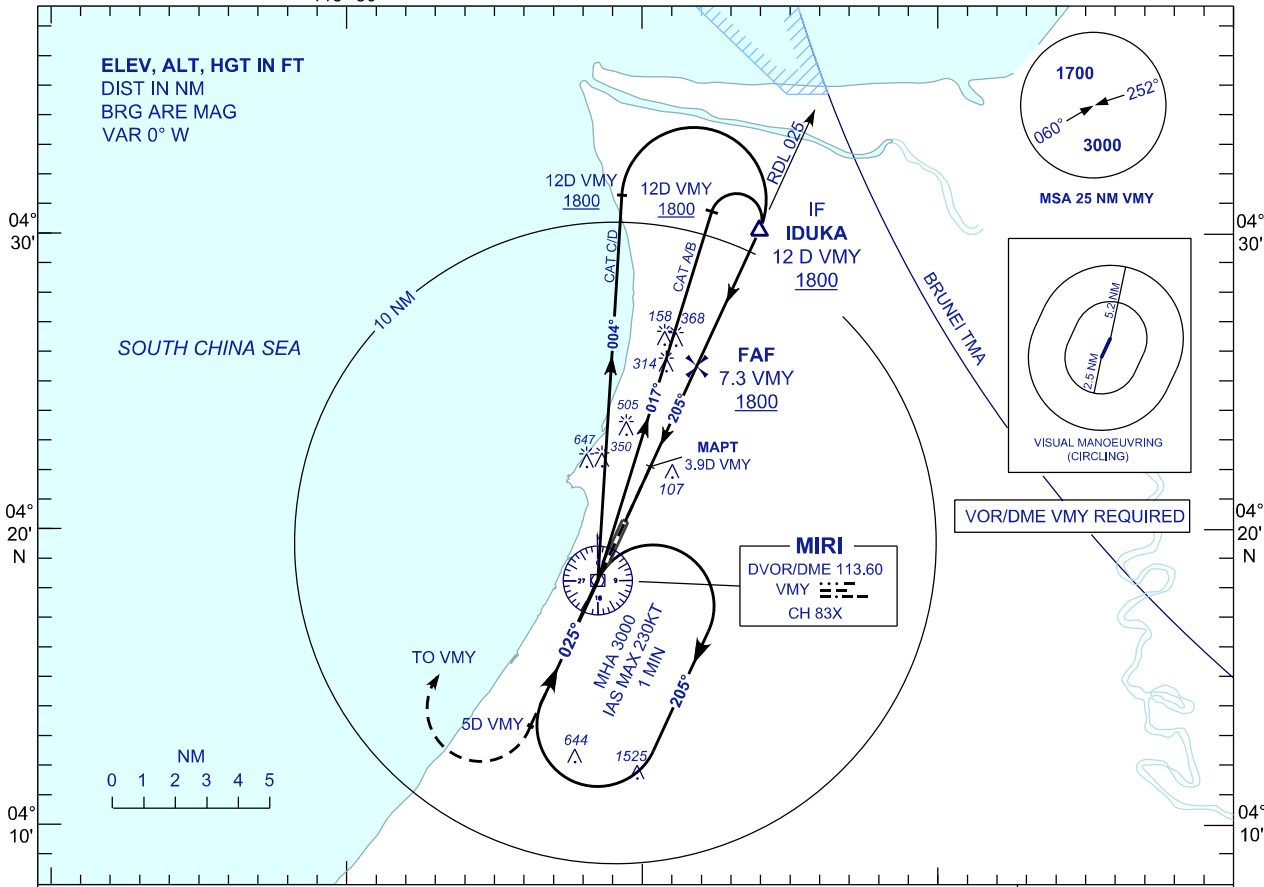 ELEV, ALT, HGT IN FT
DIST IN NM
BRG ARE MAG
VAR 0° W
1700
252°
060°
3000
MSA 25 NM VMY
RDL 025
12D VMY
1800
12D VMY
1800
IF
IDUKA
12 D VMY
1800
04°
30'
04°
30'
CAT C/D
CAT A/B
10 NM
BRUNEI TMA
SOUTH CHINA SEA
158
368
314
004°
017°
205°
FAF
7.3 VMY
1800
5.2 NM
2.5 NM
VISUAL MANOEUVRING
(CIRCLING)
505
647
350
MAPT
3.9D VMY
107
04°
20'
N
04°
20'
N
VOR/DME VMY REQUIRED
MIRI
DVOR/DME 113.60
VMY
CH 83X
27
9
18
025°
MHA 3000
IAS MAX 230KT
1 MIN
205°
TO VMY
5D VMY
644
1525
NM
0 1 2 3 4 5
04°
10'
04°
10'